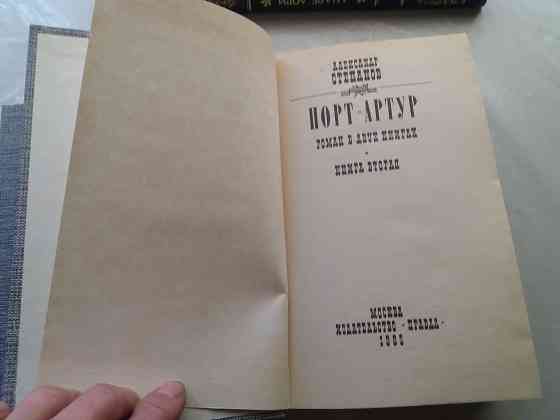 АЛЕКСАНДР
СТЕПАНОВ
ПОРТ-АРТУР
РОМАН В ДВУХ КНИГАХ
КНИГА ВТОРАЯ
МОСКВА
ИЗДАТЕЛЬСТВО «ПРАВДА»